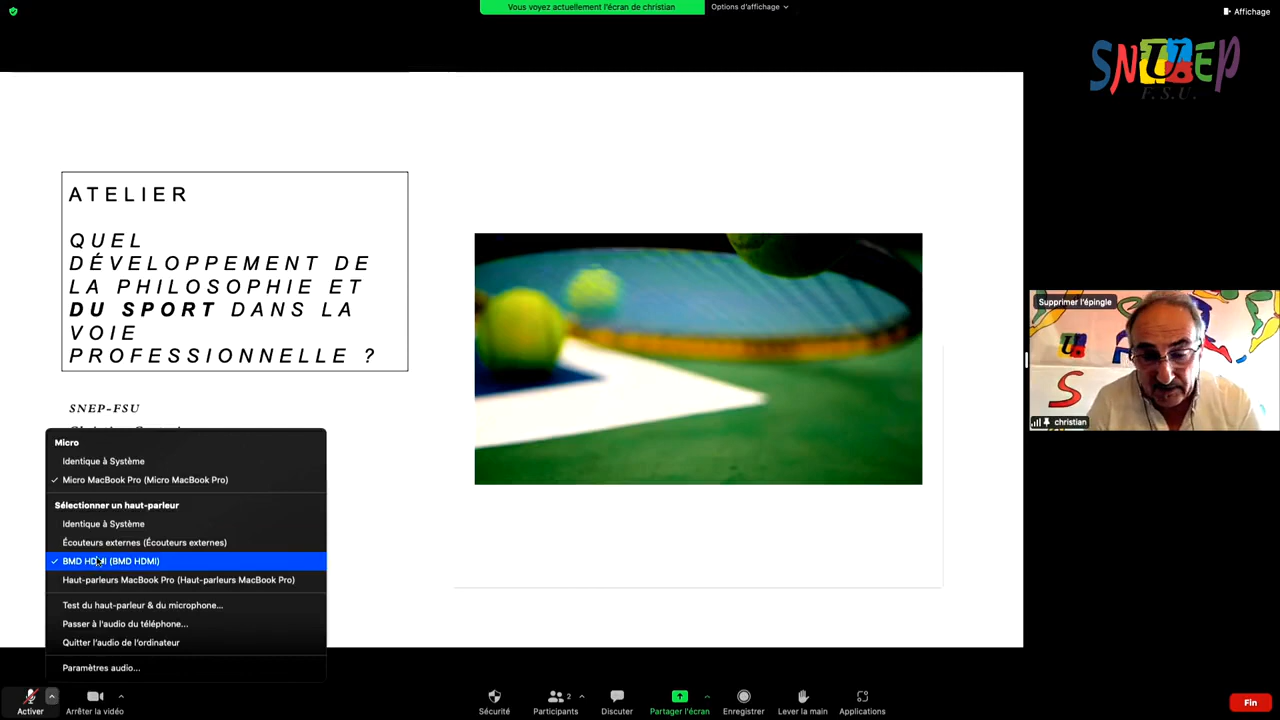 Vous voyez actuellement l'écran de christian
Options d'affichage
Affichage
SNUEP
F.S.U.
ATELIER
QUEL
DÉVELOPPEMENT DE
LA PHILOSOPHIE ET
DU SPORT DANS LA
VOIE
PROFESSIONNELLE ?
SNEP-FSU
Supprimer l'épingle
christian
Micro
Identique à Système
Micro MacBook Pro (Micro MacBook Pro)
Sélectionner un haut-parleur
Identique à Système
Écouteurs externes (Écouteurs externes)
BMD HDMI (BMD HDMI)
Haut-parleurs MacBook Pro (Haut-parleurs MacBook Pro)
Test du haut-parleur & du microphone...
Passer à l'audio du téléphone...
Quitter l'audio de l'ordinateur
Paramètres audio...
Activer
Arrêter la vidéo
Sécurité
2
Participants
Discuter
Partager l'écran
Enregistrer
Lever la main
Applications
Fin